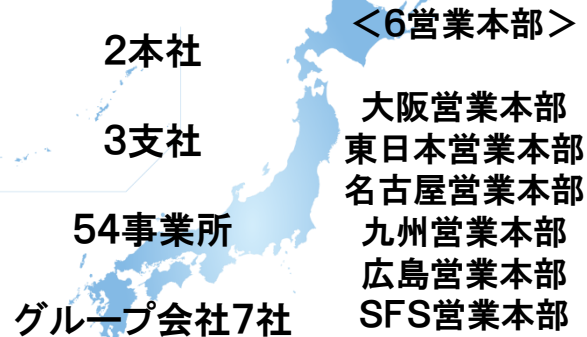 2本社
3支社
54事業所
グループ会社7社
＜6営業本部＞
大阪営業本部
東日本営業本部
名古屋営業本部
九州営業本部
広島営業本部
SFS営業本部